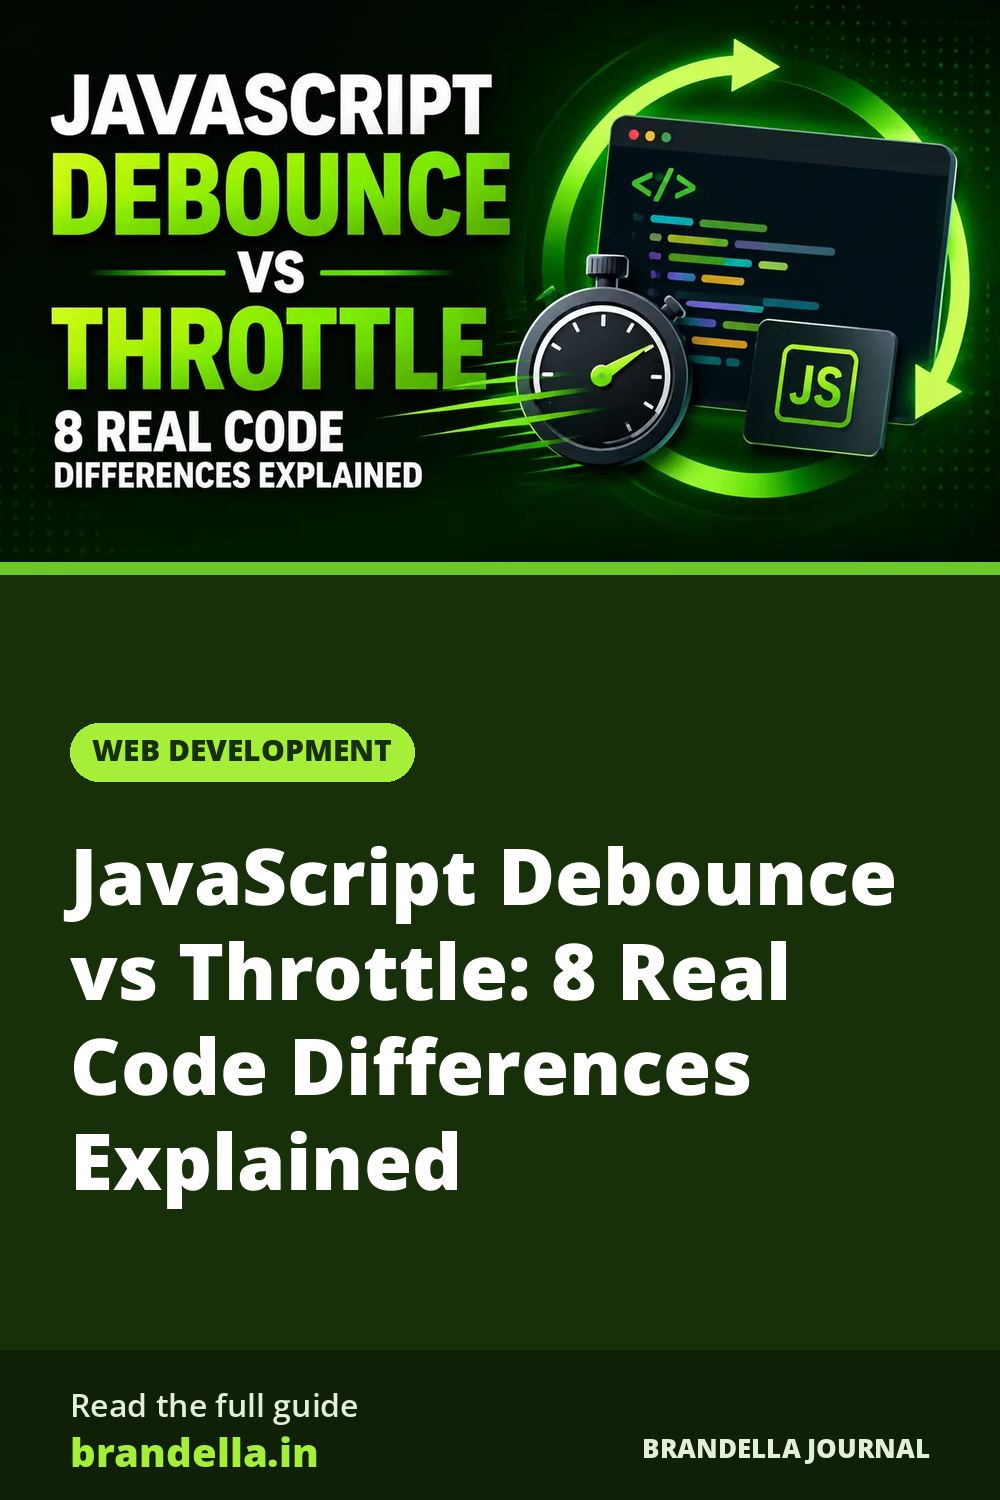 JAVASCRIPT
DEBOUNCE
VS
THROTTLE
8 REAL CODE
DIFFERENCES EXPLAINED
</>
JS
WEB DEVELOPMENT
JavaScript Debounce
vs Throttle: 8 Real
Code Differences
Explained
Read the full guide
brandella.in
BRANDELLA JOURNAL